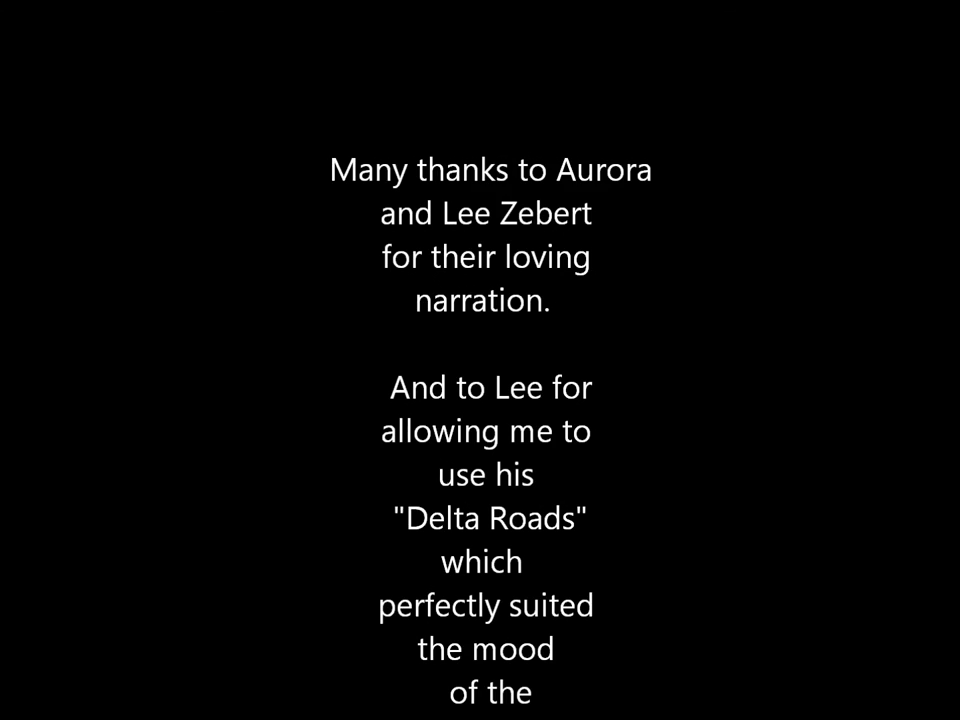 Many thanks to Aurora
and Lee Zebert
for their loving
narration.
And to Lee for
allowing me to
use his
"Delta Roads"
which
perfectly suited
the mood
of the